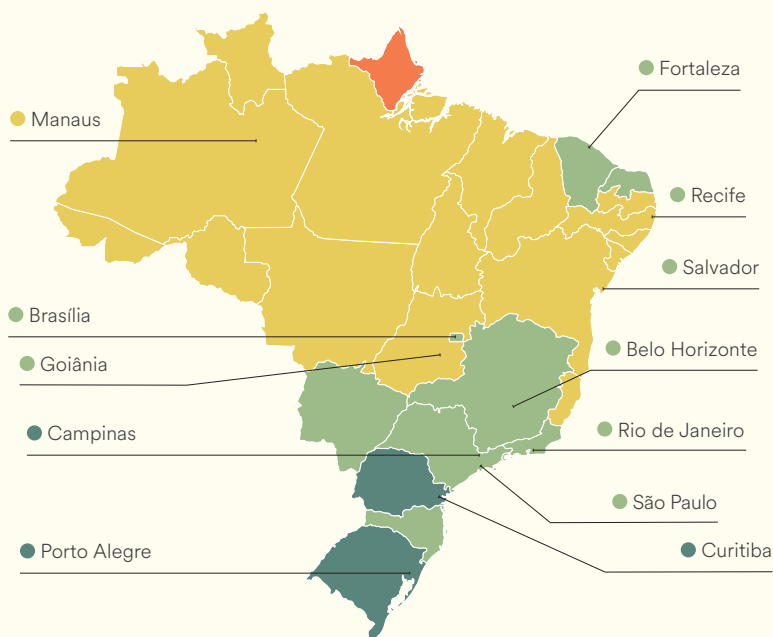 Fortaleza
Manaus
Recife
Salvador
Brasília
Belo Horizonte
Goiânia
Rio de Janeiro
Campinas
São Paulo
Curitiba
Porto Alegre